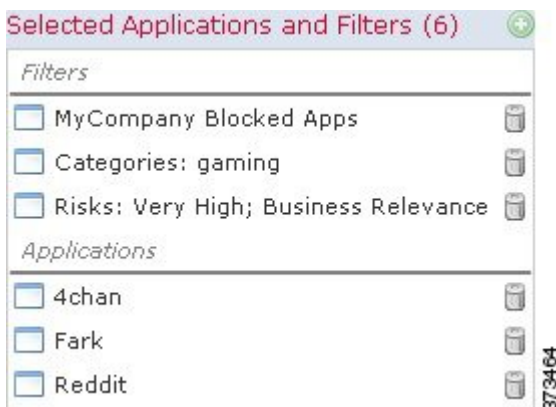 Selected Applications and Filters (6)
Filters
MyCompany Blocked Apps
Categories: gaming
Risks: Very High; Business Relevance
Applications
4chan
Fark
Reddit
373464